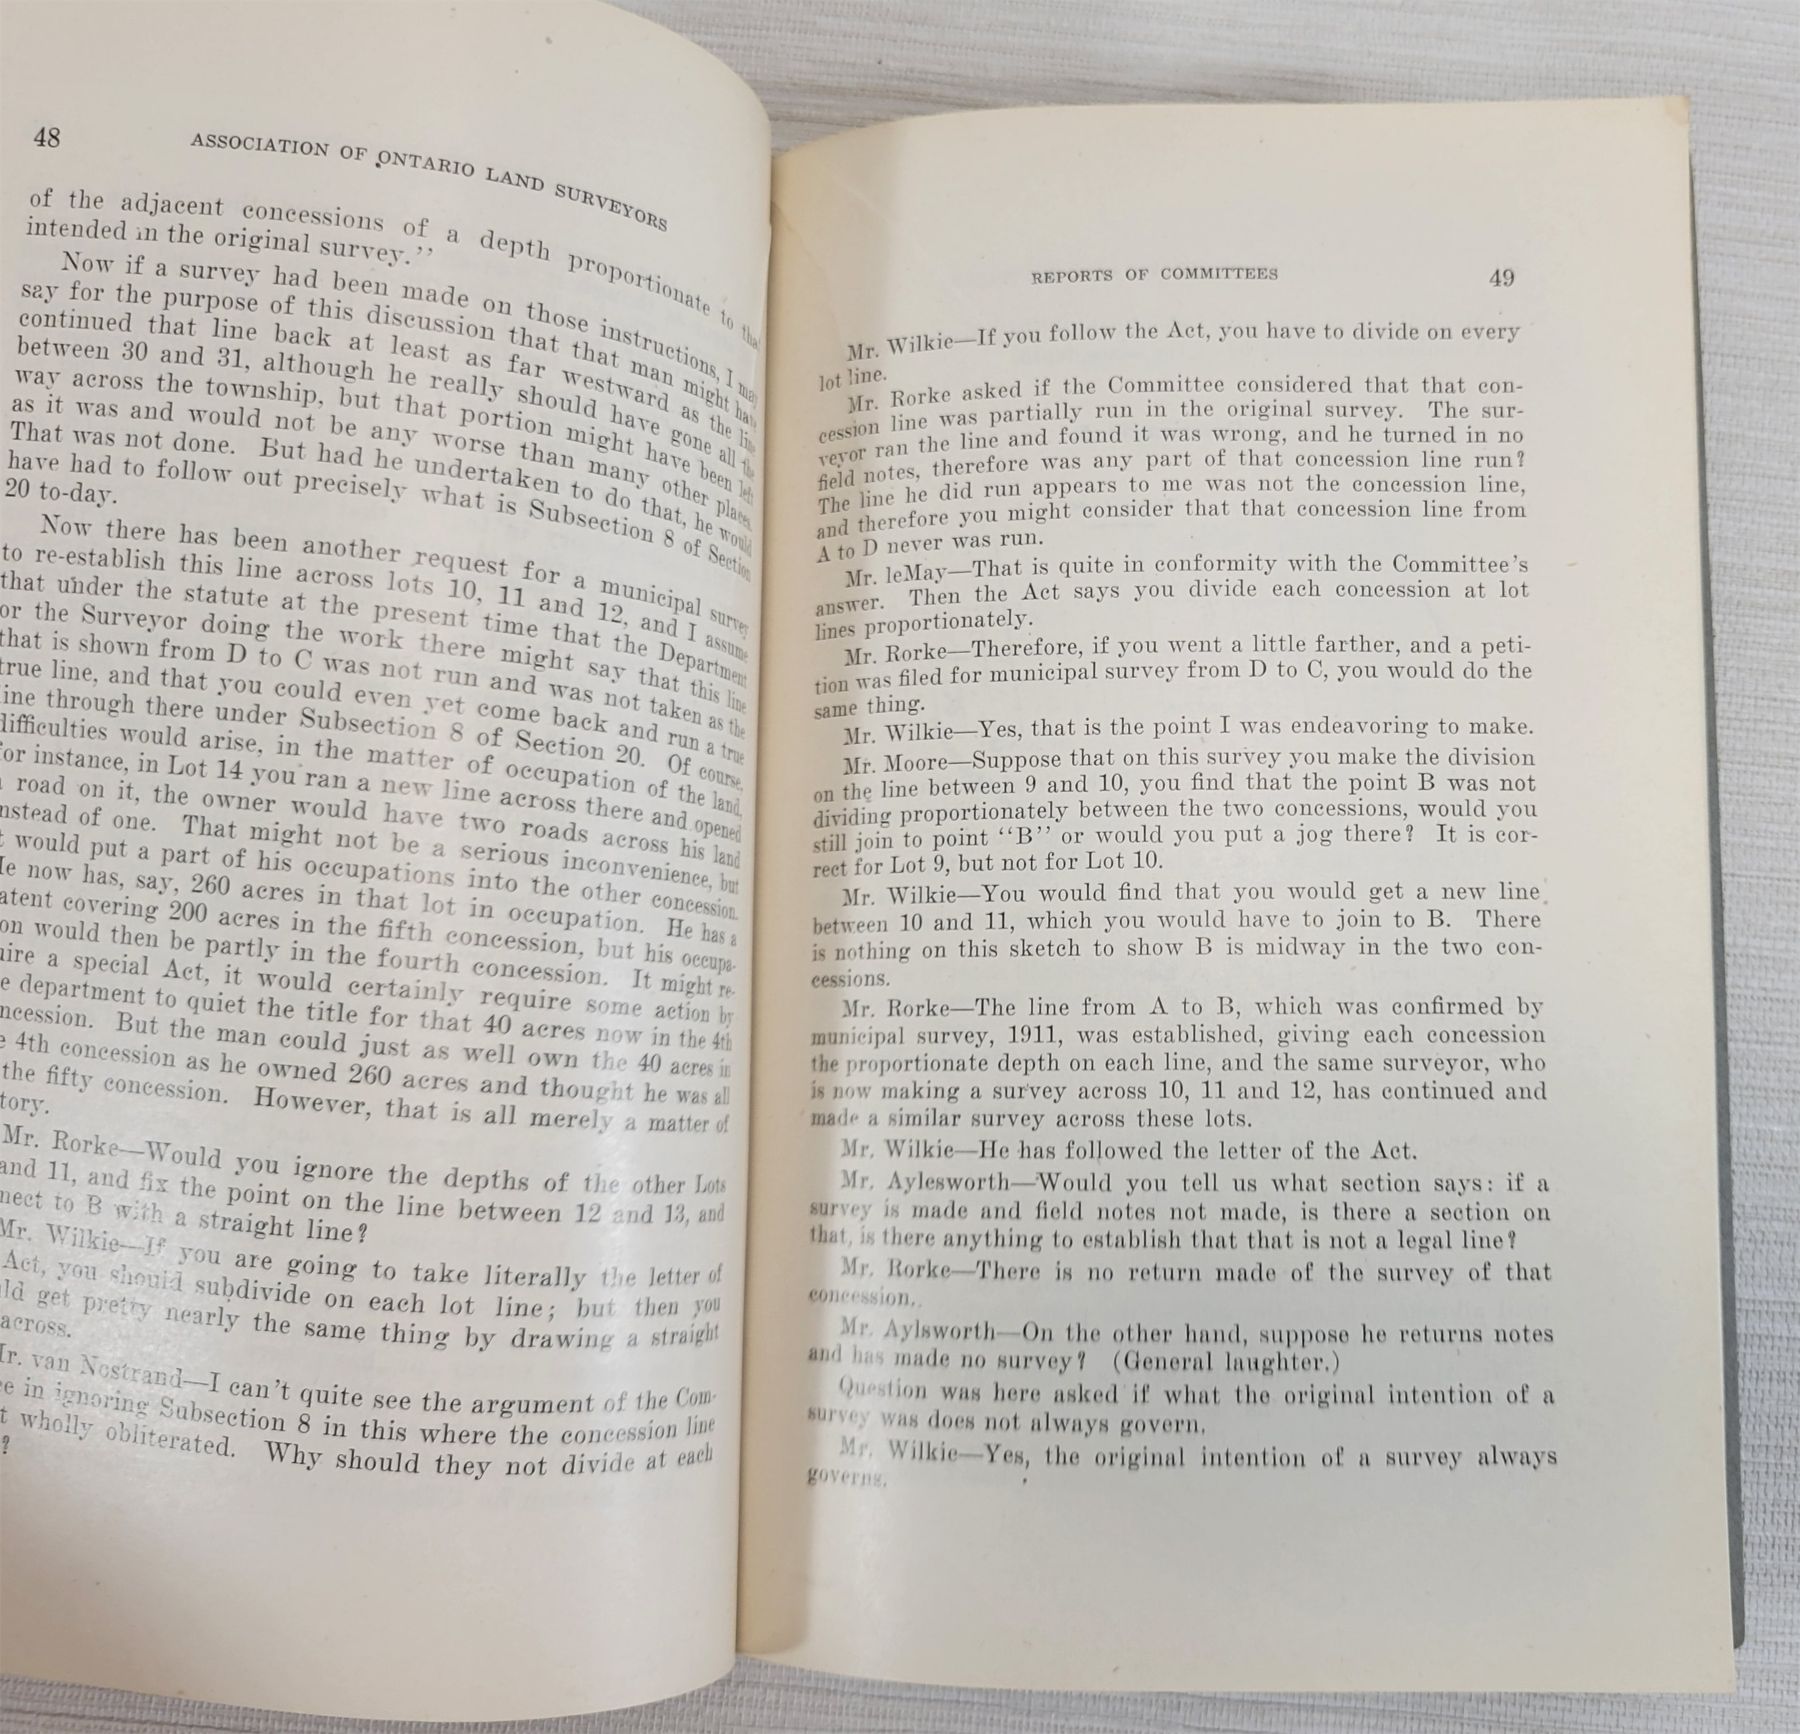 48 ASSOCIATION OF ONTARIO LAND SURVEYORS
of the adjacent concessions of a depth proportionate to tha
intended in the original survey.''
Now if a survey had been made on those instructions, I may
say for the purpose of this discussion that that man might have
continued that line back at least as far westward as the line
between 30 and 31, although he really should have gone all the
way across the township, but that portion might have been left
as it was and would not be any worse than many other places.
That was not done. But had he undertaken to do that, he would
have had to follow out precisely what is Subsection 8 of Section
20 to-day.
Now there has been another request for a municipal survey
to re-establish this line across lots 10, 11 and 12, and I assume
that under the statute at the present time that the Department
or the Surveyor doing the work there might say that this line
that is shown from D to C was not run and was not taken as the
true line, and that you could even yet come back and run a true
ine through there under Subsection 8 of Section 20. Of course,
difficulties would arise, in the matter of occupation of the land,
for instance, in Lot 14 you ran a new line across there and opened
road on it, the owner would have two roads across his land
nstead of one. That might not be a serious inconvenience, but
t would put a part of his occupations into the other concession.
He now has, say, 260 acres in that lot in occupation. He has a
atent covering 200 acres in the fifth concession, but his occupa-
on would then be partly in the fourth concession. It might re-
ire a special Act, it would certainly require some action by
e department to quiet the title for that 40 acres now in the 4th
ncession. But the man could just as well own the 40 acres in
e 4th concession as he owned 260 acres and thought he was all
the fifty concession. However, that is all merely a matter of
tory.
Mr. Rorke—Would you ignore the depths of the other Lots
and 11, and fix the point on the line between 12 and 13, and
nect to B with a straight line?
Mr. Wilkie—If you are going to take literally the letter of
Act, you should subdivide on each lot line; but then you
ld get pretty nearly the same thing by drawing a straight
across.
Mr. van Nostrand—I can't quite see the argument of the Com-
e in ignoring Subsection 8 in this where the concession line
t wholly obliterated. Why should they not divide at each
?
REPORTS OF COMMITTEES 49
Mr. Wilkie—If you follow the Act, you have to divide on every
lot line.
Mr. Rorke asked if the Committee considered that that con-
cession line was partially run in the original survey. The sur-
veyor ran the line and found it was wrong, and he turned in no
field notes, therefore was any part of that concession line run?
The line he did run appears to me was not the concession line,
and therefore you might consider that that concession line from
A to D never was run.
Mr. leMay—That is quite in conformity with the Committee's
answer. Then the Act says you divide each concession at lot
lines proportionately.
Mr. Rorke—Therefore, if you went a little farther, and a peti-
tion was filed for municipal survey from D to C, you would do the
same thing.
Mr. Wilkie—Yes, that is the point I was endeavoring to make.
Mr. Moore—Suppose that on this survey you make the division
on the line between 9 and 10, you find that the point B was not
dividing proportionately between the two concessions, would you
still join to point ''B'' or would you put a jog there? It is cor-
rect for Lot 9, but not for Lot 10.
Mr. Wilkie—You would find that you would get a new line
between 10 and 11, which you would have to join to B. There
is nothing on this sketch to show B is midway in the two con-
cessions.
Mr. Rorke—The line from A to B, which was confirmed by
municipal survey, 1911, was established, giving each concession
the proportionate depth on each line, and the same surveyor, who
is now making a survey across 10, 11 and 12, has continued and
made a similar survey across these lots.
Mr. Wilkie—He has followed the letter of the Act.
Mr. Aylesworth—Would you tell us what section says: if a
survey is made and field notes not made, is there a section on
that, is there anything to establish that that is not a legal line?
Mr. Rorke—There is no return made of the survey of that
concession.
Mr. Aylsworth—On the other hand, suppose he returns notes
and has made no survey? (General laughter.)
Question was here asked if what the original intention of a
survey was does not always govern.
Mr. Wilkie—Yes, the original intention of a survey always
governs.